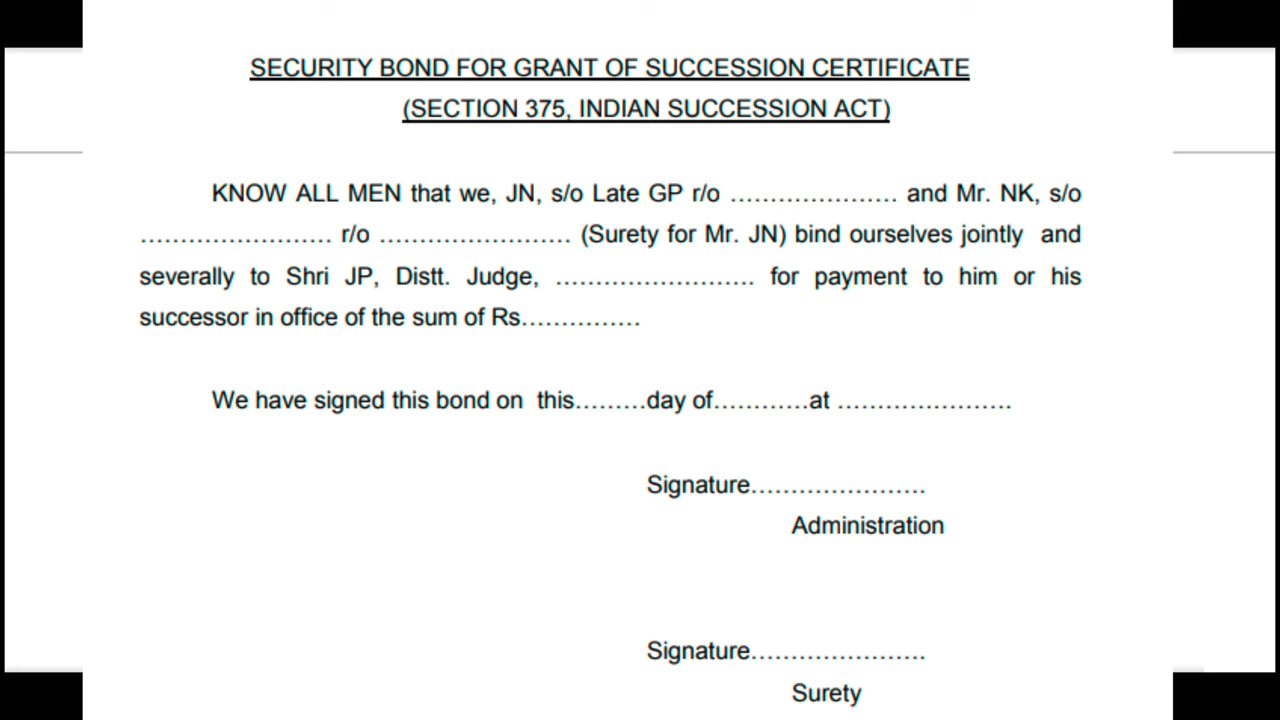 SECURITY BOND FOR GRANT OF SUCCESSION CERTIFICATE
(SECTION 375, INDIAN SUCCESSION ACT)
KNOW ALL MEN that we, JN, s/o Late GP r/o ………………… and Mr. NK, s/o
…………………… r/o …………………… (Surety for Mr. JN) bind ourselves jointly and
severally to Shri JP, Distt. Judge, ……………………. for payment to him or his
successor in office of the sum of Rs……………
We have signed this bond on this………day of…………at ………………….
Signature………………….
Administration
Signature………………….
Surety